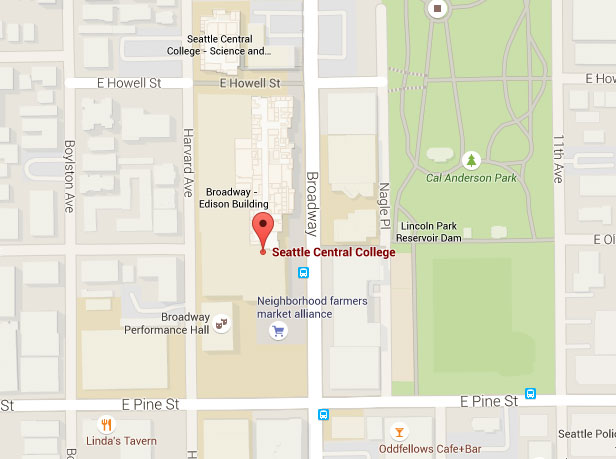 Seattle Central
College - Science and...
E Howell St
E Howell St
E How
Boylston Ave
Harvard Ave
Broadway
Nagle Pl
11th Ave
Cal Anderson Park
Broadway -
Edison Building
Lincoln Park
Reservoir Dam
E Ol
Seattle Central College
Neighborhood farmers
market alliance
Broadway
Performance Hall
St
E Pine St
E Pine St
Linda's Tavern
Oddfellows Cafe+Bar
Seattle Polic